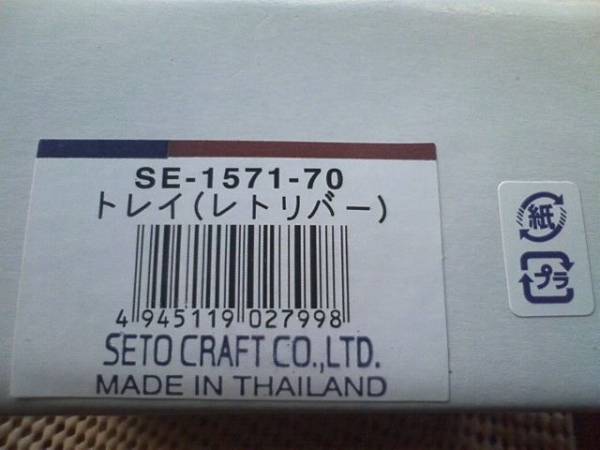 SE-1571-70
トレイ(レトリバー)
4 945119 027998
SETO CRAFT CO.,LTD.
MADE IN THAILAND
紙
プラ